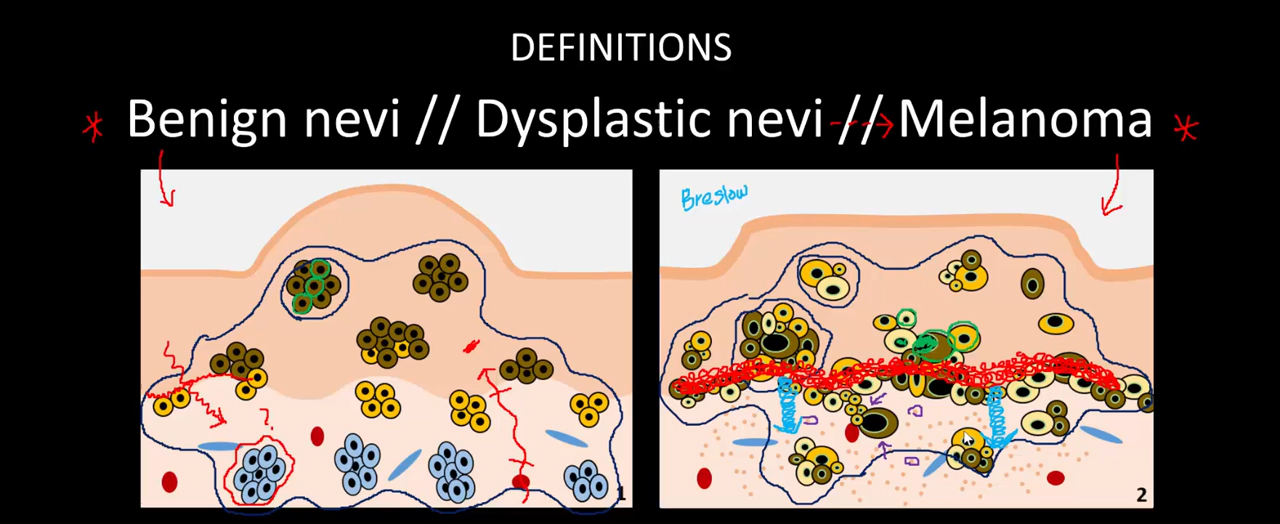 DEFINITIONS
* Benign nevi // Dysplastic nevi // Melanoma *
Breslow
?
1
2